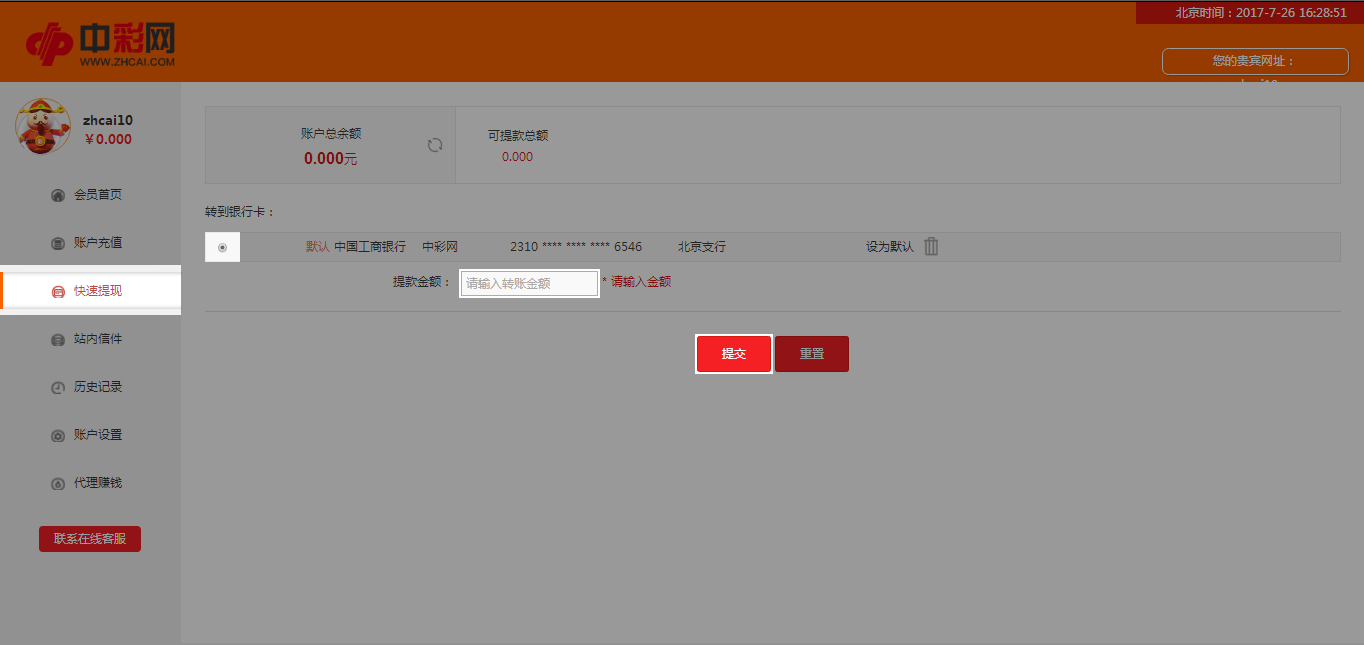 北京时间：2017-7-26 16:28:51
中彩网
WWW.ZHCAI.COM
您的贵宾网址：
zhcai10
￥0.000
账户总余额
0.000元
可提款总额
0.000
会员首页
账户充值
快速提现
站内信件
历史记录
账户设置
代理赚钱
联系在线客服
转到银行卡：
默认 中国工商银行 中彩网 2310 **** **** **** 6546 北京支行 设为默认
提款金额： 请输入转账金额 * 请输入金额
提交 重置